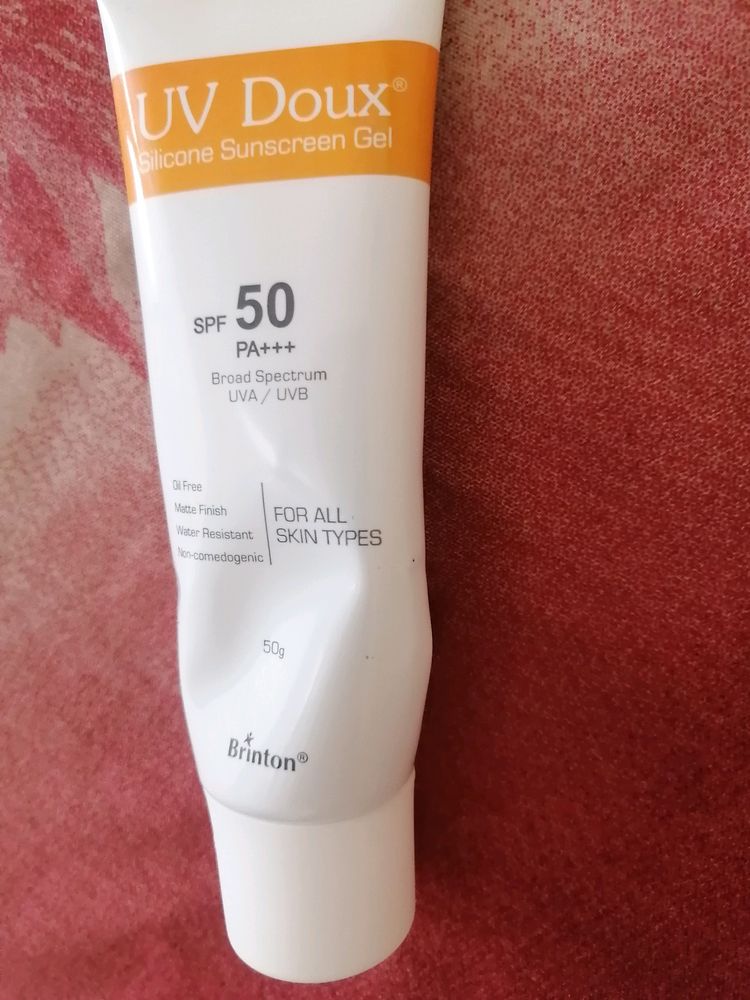 UV Doux®
Silicone Sunscreen Gel
SPF 50
PA+++
Broad Spectrum
UVA / UVB
Oil Free
Matte Finish
Water Resistant
Non-comedogenic
FOR ALL
SKIN TYPES
50g
Brinton®